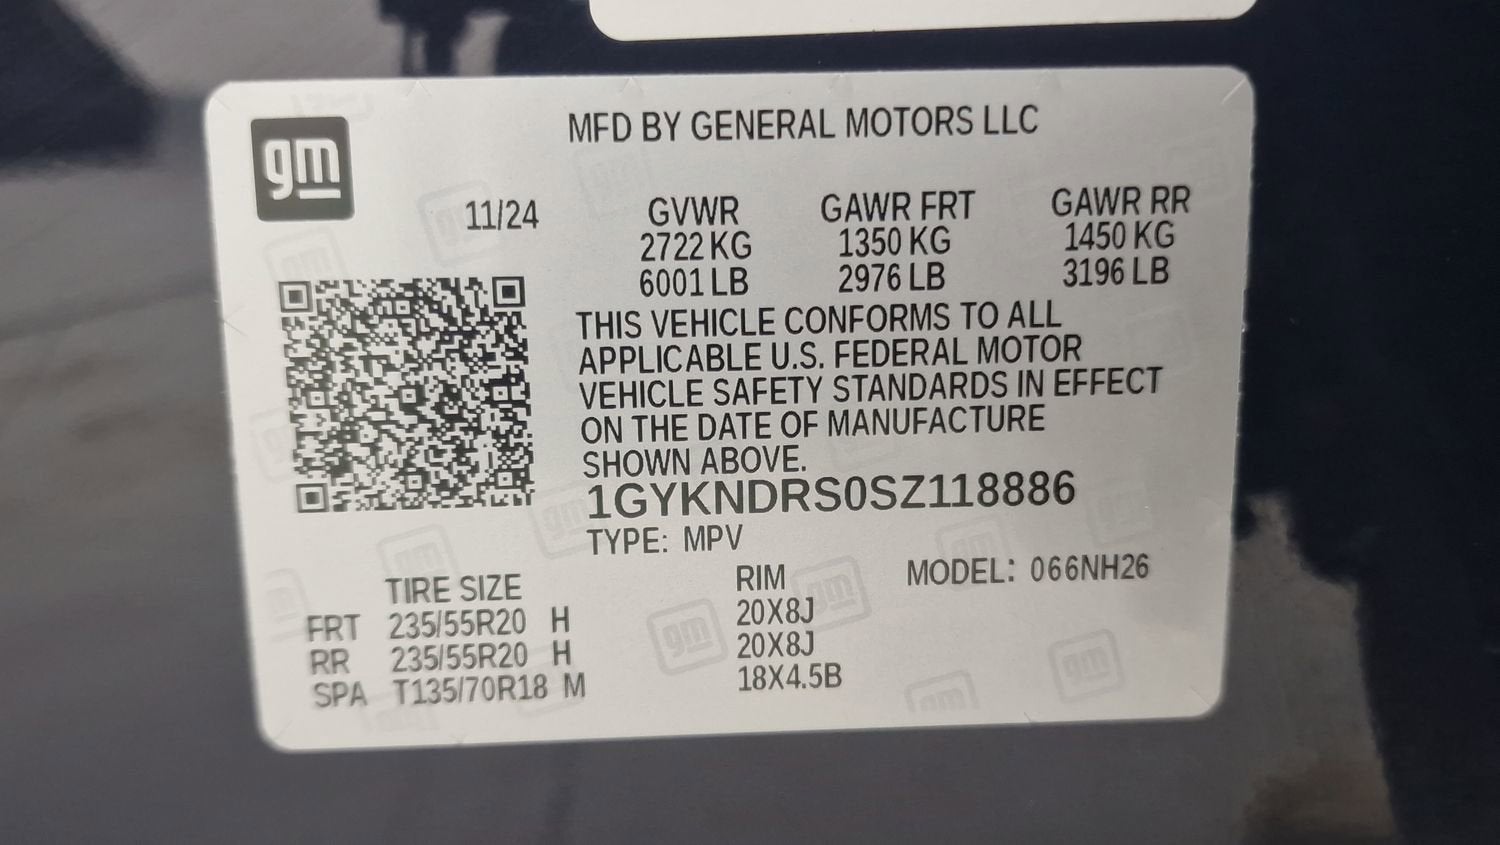 gm
MFD BY GENERAL MOTORS LLC
11/24
GVWR GAWR FRT GAWR RR
2722 KG 1350 KG 1450 KG
6001 LB 2976 LB 3196 LB
THIS VEHICLE CONFORMS TO ALL
APPLICABLE U.S. FEDERAL MOTOR
VEHICLE SAFETY STANDARDS IN EFFECT
ON THE DATE OF MANUFACTURE
SHOWN ABOVE.
1GYKNDRS0SZ118886
TYPE: MPV
MODEL: 066NH26
TIRE SIZE RIM
FRT 235/55R20 H 20X8J
RR 235/55R20 H 20X8J
SPA T135/70R18 M 18X4.5B